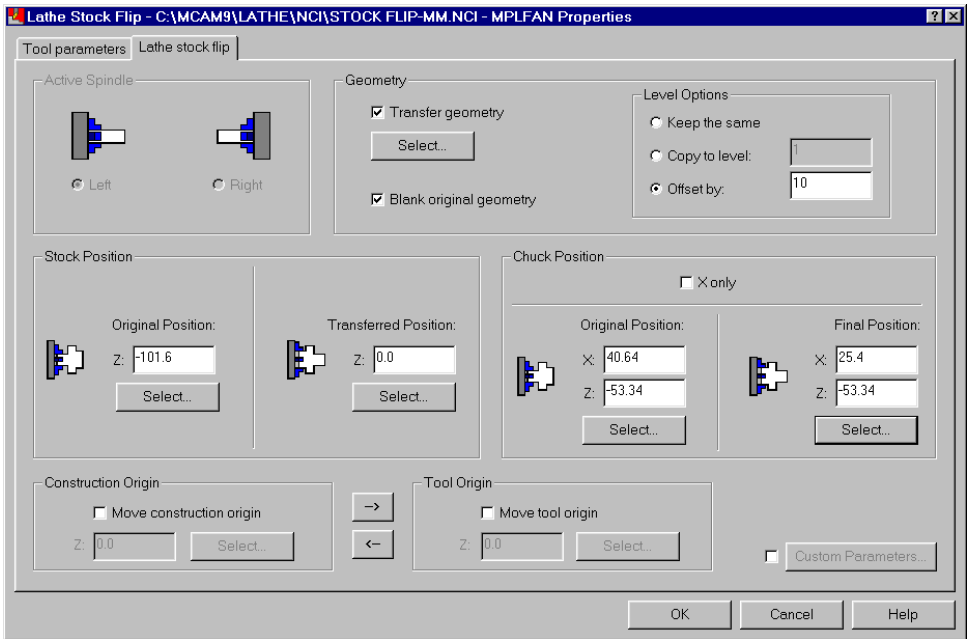 Lathe Stock Flip - C:\MCAM9\LATHE\NCI\STOCK FLIP-MM.NCI - MPLFAN Properties
Tool parameters
Lathe stock flip
Active Spindle
Left
Right
Geometry
Transfer geometry
Select...
Blank original geometry
Level Options
Keep the same
Copy to level:
1
Offset by:
10
Stock Position
Original Position:
Z: -101.6
Select...
Transferred Position:
Z: 0.0
Select...
Chuck Position
X only
Original Position:
X: 40.64
Z: -53.34
Select...
Final Position:
X: 25.4
Z: -53.34
Select...
Construction Origin
Move construction origin
Z: 0.0
Select...
-->
<--
Tool Origin
Move tool origin
Z: 0.0
Select...
Custom Parameters...
OK
Cancel
Help